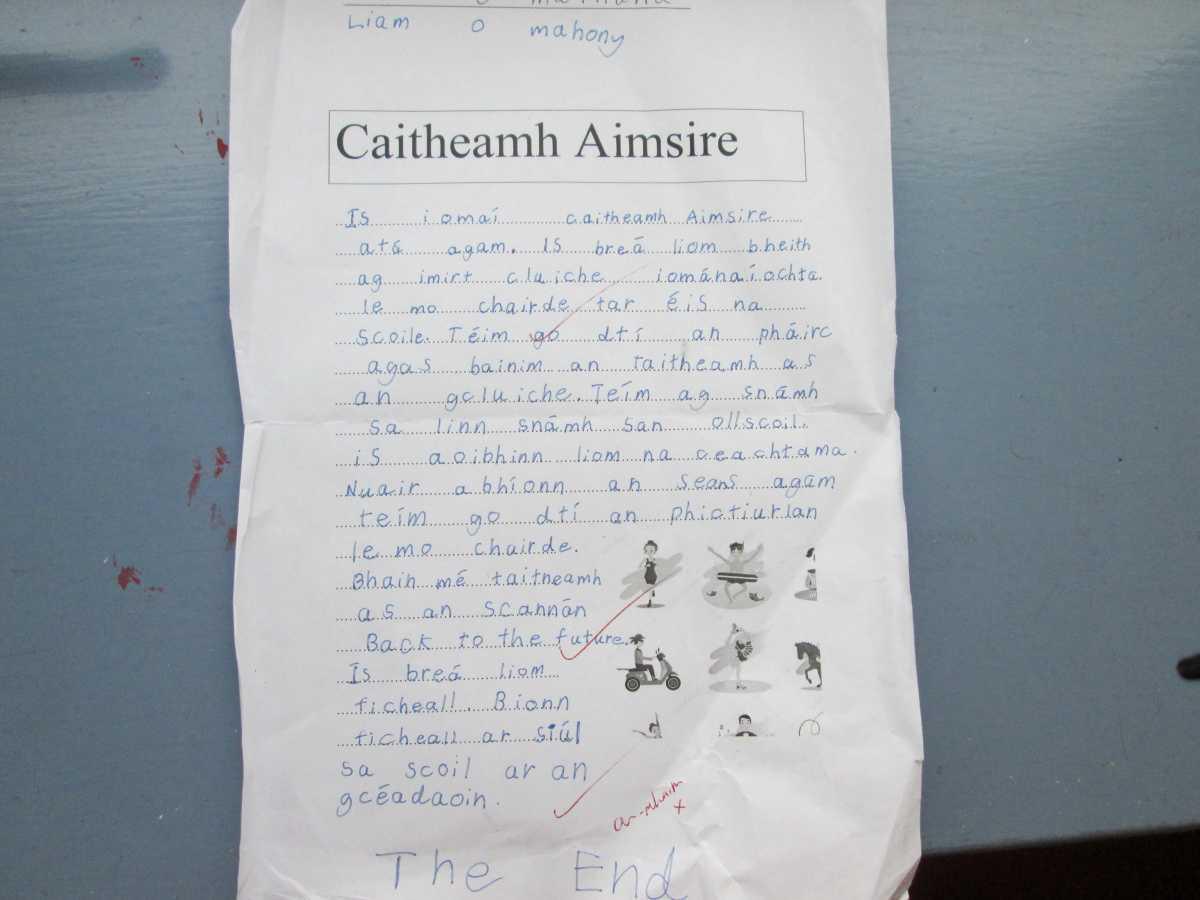 Liam O mahony
Caitheamh Aimsire
Is iomaí caitheamh Aimsire
atá agam. Is breá liom bheith
ag imirt cluiche iománaíochta
le mo chairde tar éis na
Scoile. Téim go dtí an pháirc
agas bainim an taitheamh as
an gcluiche. Teím ag snámh
sa linn snámh san ollscoil.
is aoibhinn liom na ceachtama.
Nuair a bhíonn an seans agam
teím go dtí an phictiurlan
le mo chairde.
Bhain mé taitneamh
as an scannán
Back to the future.
Is breá liom
ficheall. Bionn
ficheall ar siúl
sa scoil ar an
gcéadaoin.
The End